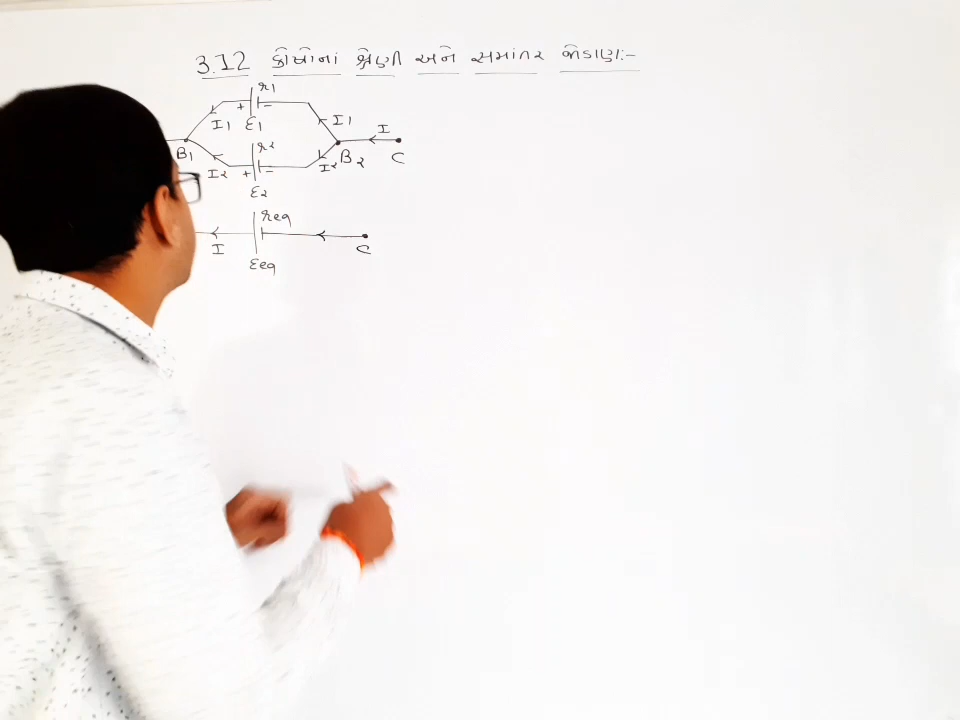 3.12 કોષોનાં શ્રેણી અને સમાંતર જોડાણ:-
r1
+ -
I1 ε1 I1 I
B1 r2 B2 C
I2 + - I2
ε2
req
I C
εeq